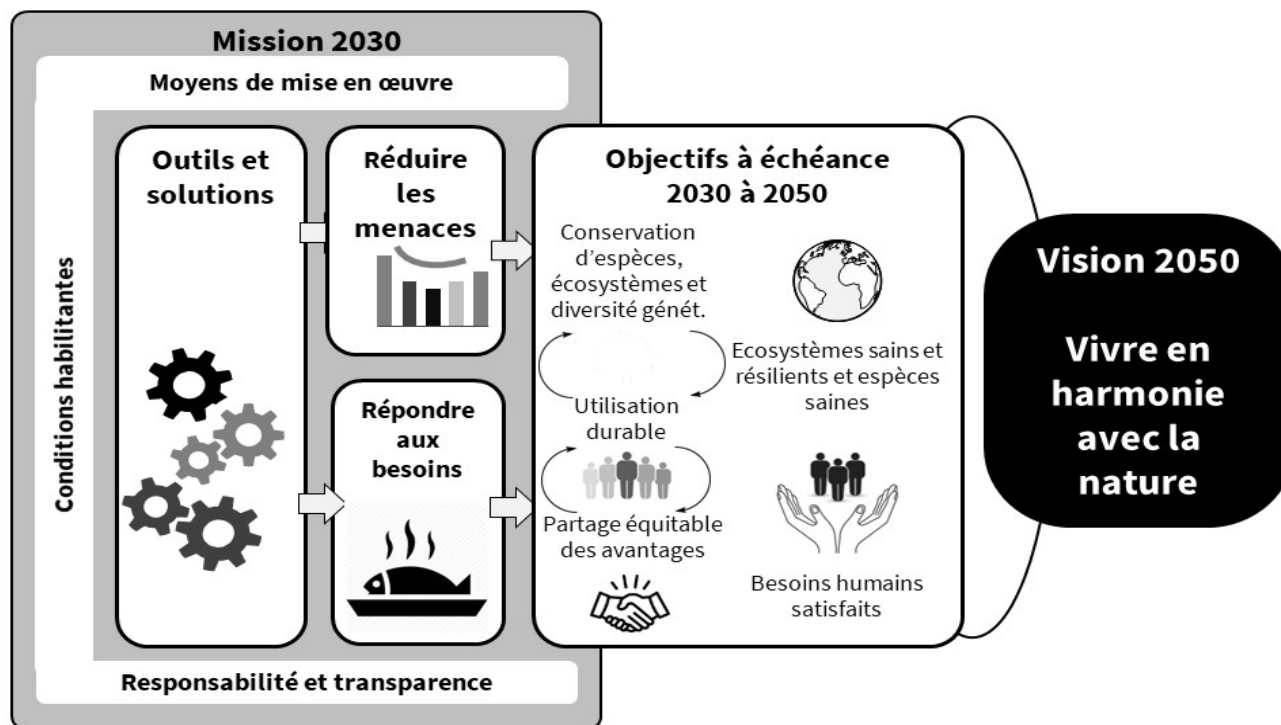 Mission 2030
Moyens de mise en œuvre
Conditions habilitantes
Outils et
solutions
Réduire
les
menaces
Répondre
aux
besoins
Objectifs à échéance
2030 à 2050
Conservation
d'espèces,
écosystèmes et
diversité génét.
Utilisation
durable
Partage équitable
des avantages
Ecosystèmes sains et
résilients et espèces
saines
Besoins humains
satisfaits
Vision 2050
Vivre en
harmonie
avec la
nature
Responsabilité et transparence